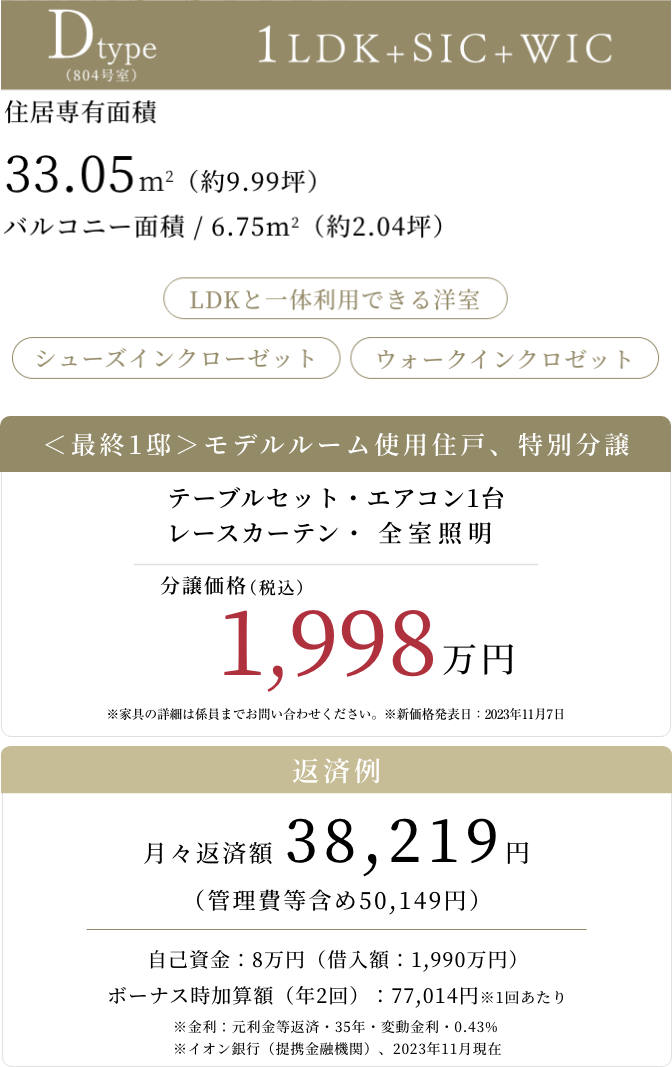 Dtype
（804号室）
1LDK+SIC+WIC
住居専有面積
33.05m²（約9.99坪）
バルコニー面積 / 6.75m²（約2.04坪）
LDKと一体利用できる洋室
シューズインクローゼット
ウォークインクロゼット
＜最終1邸＞モデルルーム使用住戸、特別分譲
テーブルセット・エアコン1台
レースカーテン・ 全室照明
分譲価格（税込）
1,998万円
※家具の詳細は係員までお問い合わせください。※新価格発表日：2023年11月7日
返済例
月々返済額 38,219円
（管理費等含め50,149円）
自己資金：8万円（借入額：1,990万円）
ボーナス時加算額（年2回）：77,014円※1回あたり
※金利：元利金等返済・35年・変動金利・0.43%
※イオン銀行（提携金融機関）、2023年11月現在